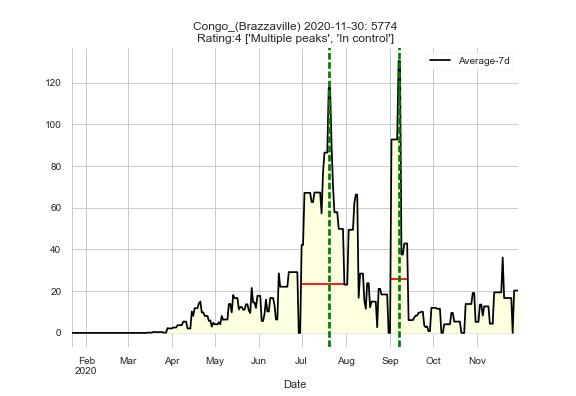 Congo_(Brazzaville) 2020-11-30: 5774
Rating:4 ['Multiple peaks', 'In control']
Average-7d
120
100
80
60
40
20
0
Feb Mar Apr May Jun Jul Aug Sep Oct Nov
2020
Date